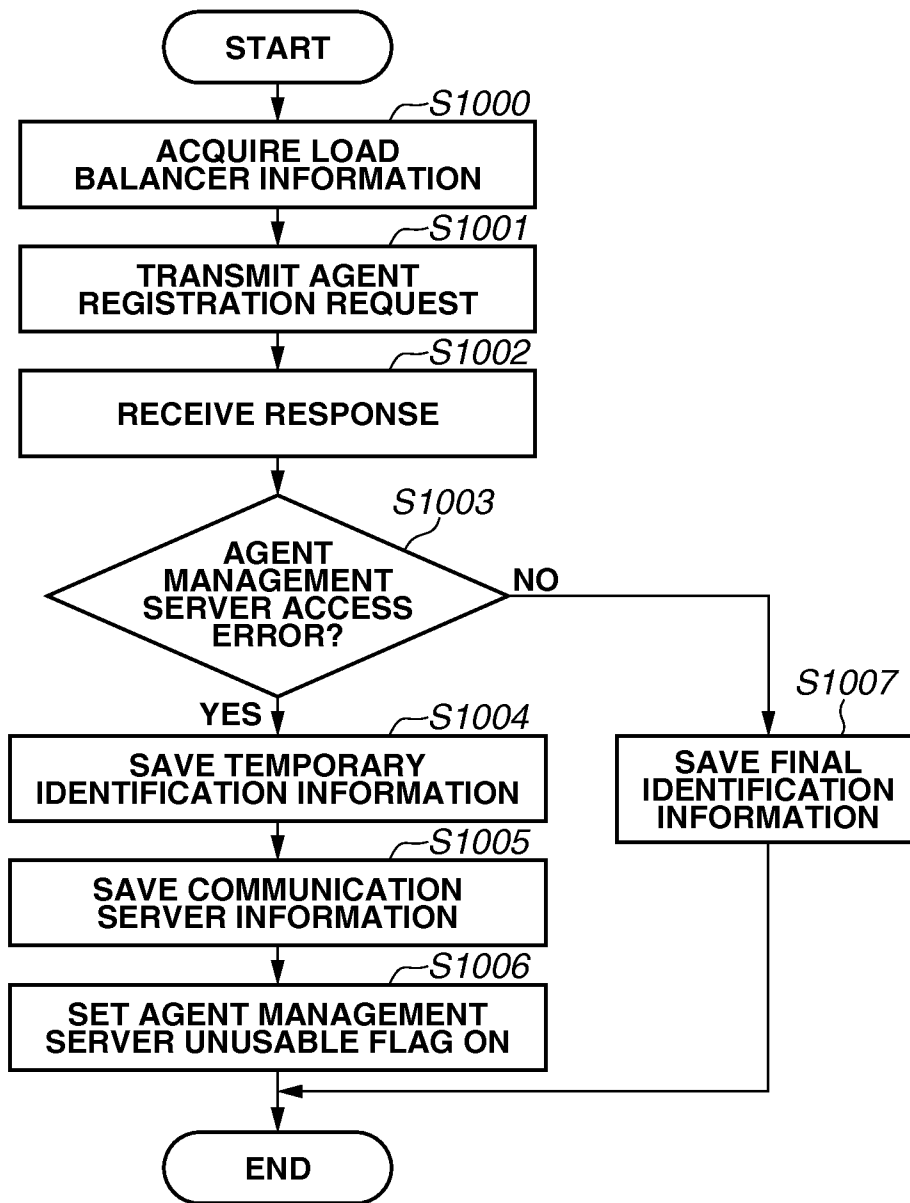 START
S1000
ACQUIRE LOAD
BALANCER INFORMATION
S1001
TRANSMIT AGENT
REGISTRATION REQUEST
S1002
RECEIVE RESPONSE
S1003
AGENT
MANAGEMENT
SERVER ACCESS
ERROR?
NO
YES
S1004
SAVE TEMPORARY
IDENTIFICATION INFORMATION
S1005
SAVE COMMUNICATION
SERVER INFORMATION
S1006
SET AGENT MANAGEMENT
SERVER UNUSABLE FLAG ON
S1007
SAVE FINAL
IDENTIFICATION
INFORMATION
END